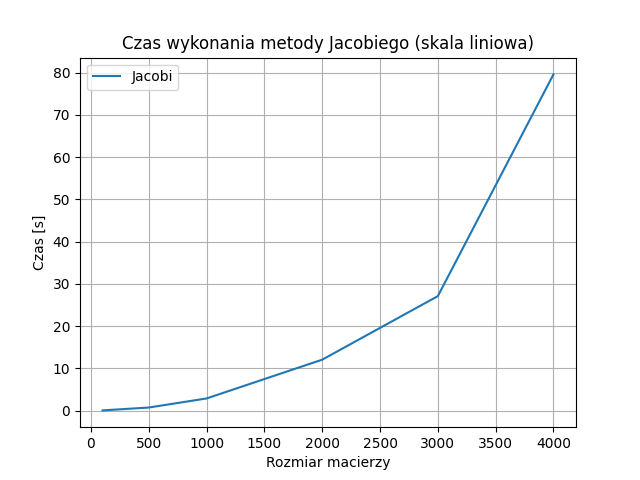 Czas wykonania metody Jacobiego (skala liniowa)
Jacobi
80
70
60
50
40
30
20
10
0
Czas [s]
0 500 1000 1500 2000 2500 3000 3500 4000
Rozmiar macierzy